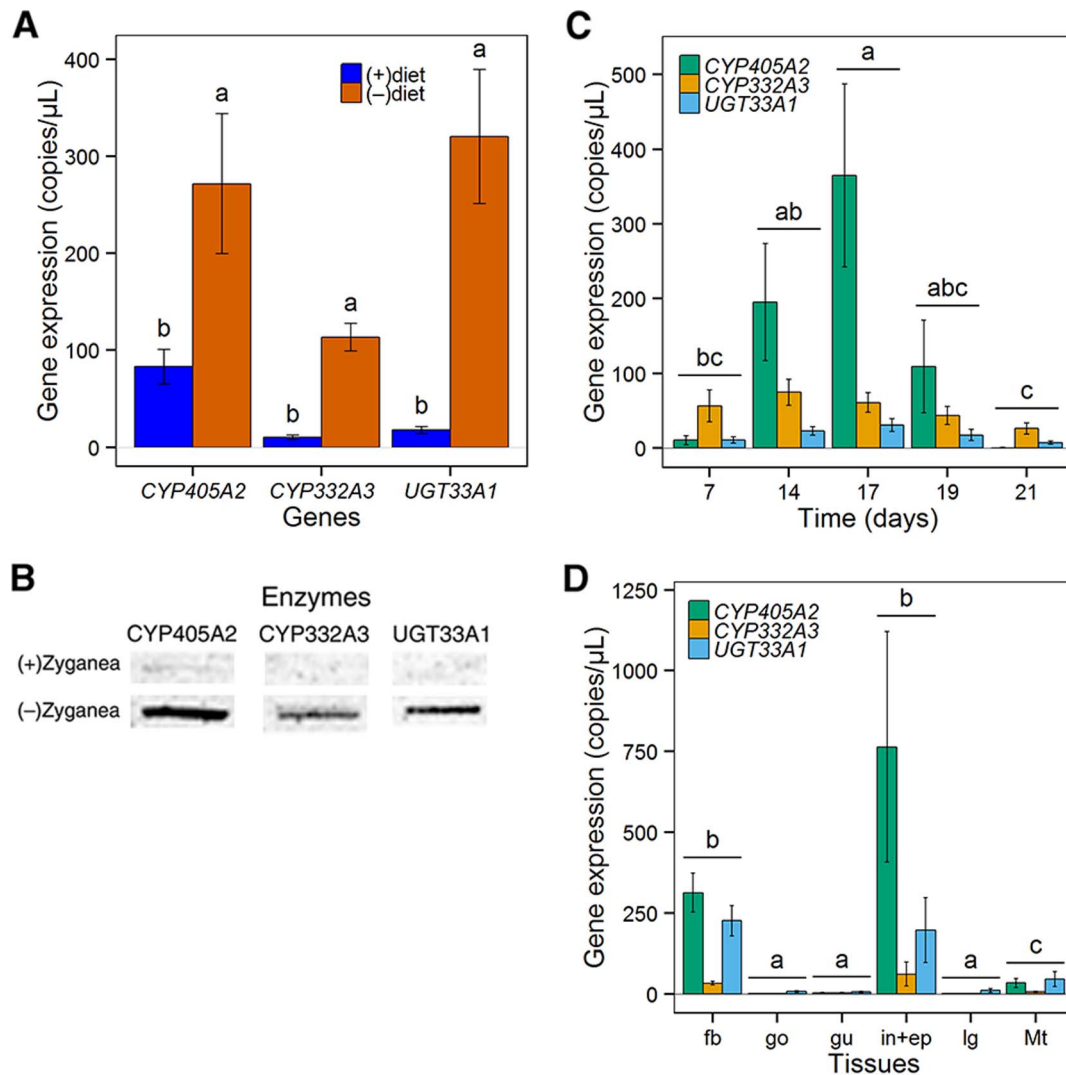 A
Gene expression (copies/µL)
400
300
200
100
0
(+)diet
(–)diet
b
a
b
a
b
a
CYP405A2
CYP332A3
UGT33A1
Genes
B
Enzymes
CYP405A2
CYP332A3
UGT33A1
(+)Zyganea
(–)Zyganea
C
Gene expression (copies/µL)
500
400
300
200
100
0
CYP405A2
CYP332A3
UGT33A1
bc
ab
a
abc
c
7
14
17
19
21
Time (days)
D
Gene expression (copies/µL)
1250
1000
750
500
250
0
CYP405A2
CYP332A3
UGT33A1
b
a
a
b
a
c
fb
go
gu
in+ep
lg
Mt
Tissues